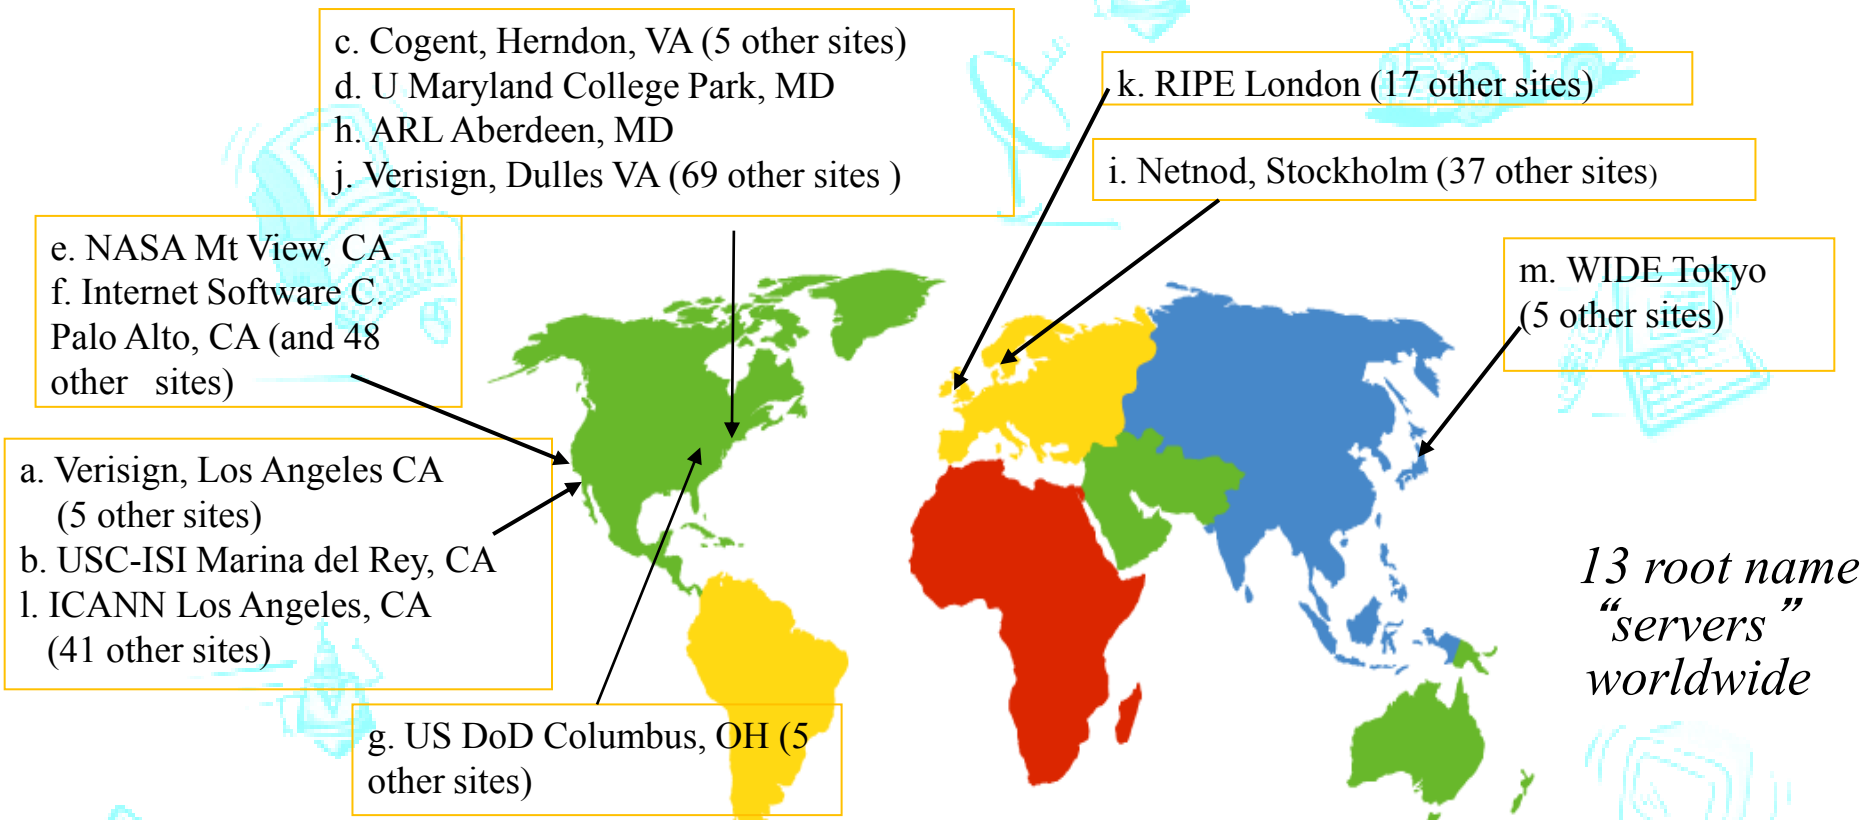 c. Cogent, Herndon, VA (5 other sites)
d. U Maryland College Park, MD
h. ARL Aberdeen, MD
j. Verisign, Dulles VA (69 other sites )
k. RIPE London (17 other sites)
i. Netnod, Stockholm (37 other sites)
e. NASA Mt View, CA
f. Internet Software C.
Palo Alto, CA (and 48
other sites)
m. WIDE Tokyo
(5 other sites)
a. Verisign, Los Angeles CA
(5 other sites)
b. USC-ISI Marina del Rey, CA
l. ICANN Los Angeles, CA
(41 other sites)
g. US DoD Columbus, OH (5
other sites)
13 root name
“servers”
worldwide